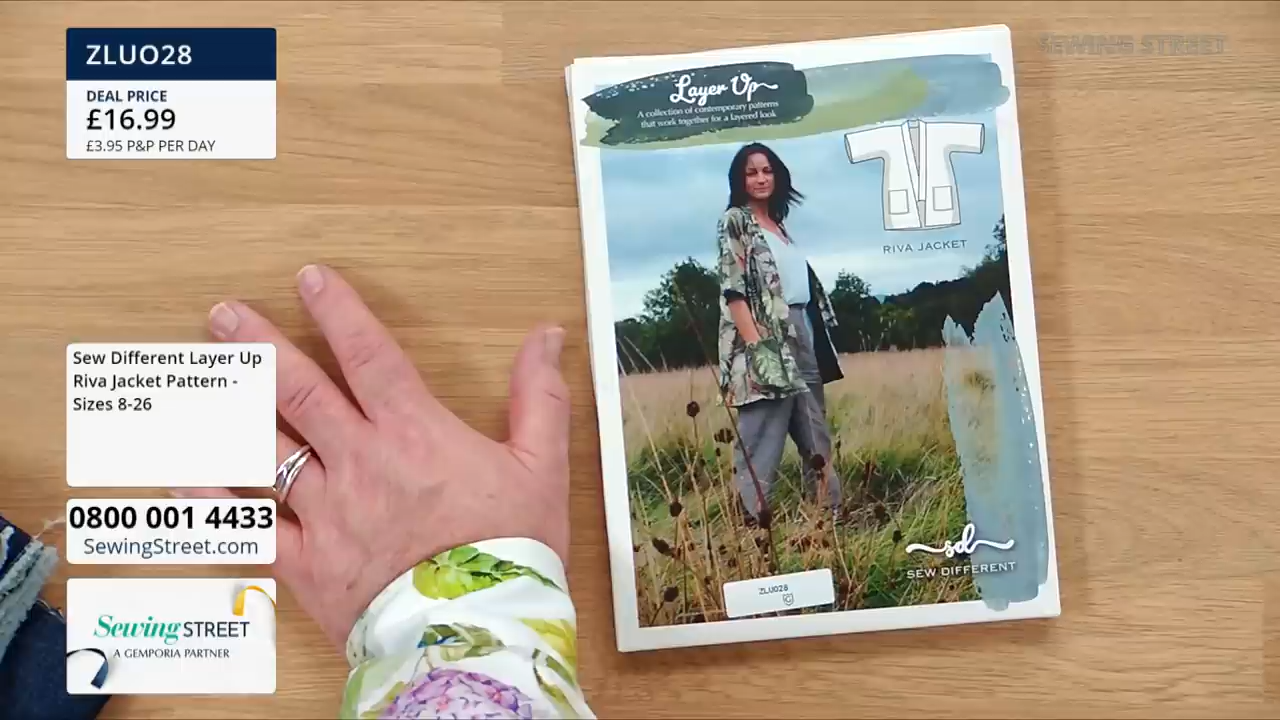 ZLUO28
DEAL PRICE
£16.99
£3.95 P&P PER DAY
Sew Different Layer Up
Riva Jacket Pattern -
Sizes 8-26
0800 001 4433
SewingStreet.com
Sewing STREET
A GEMPORIA PARTNER
SEWING STREET
Layer Up
A collection of contemporary patterns
that work together for a layered look
RIVA JACKET
sd
SEW DIFFERENT
ZLUO28